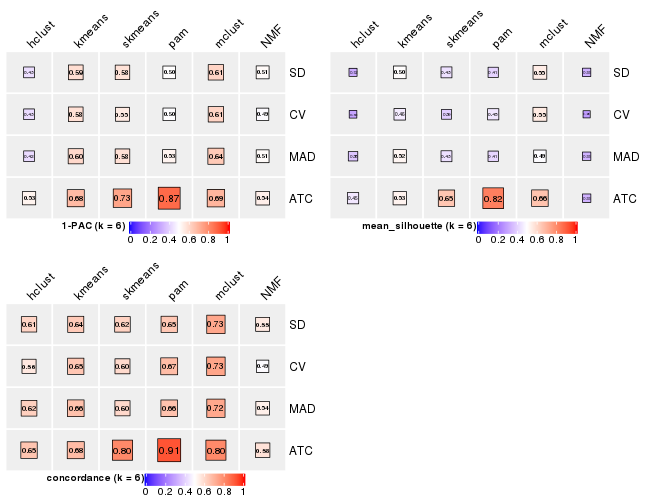 hclust kmeans skmeans pam mclust NMF
0.59 0.58 0.50 0.61 0.51 SD
0.58 0.55 0.50 0.61 0.49 CV
0.60 0.58 0.53 0.64 0.51 MAD
0.53 0.68 0.73 0.87 0.69 0.54 ATC
1-PAC (k = 6)
0 0.2 0.4 0.6 0.8 1
hclust kmeans skmeans pam mclust NMF
0.50 0.55 SD
0.55 CV
0.52 0.49 MAD
0.53 0.65 0.82 0.66 ATC
mean_silhouette (k = 6)
0 0.2 0.4 0.6 0.8 1
hclust kmeans skmeans pam mclust NMF
0.61 0.64 0.62 0.65 0.73 0.55 SD
0.56 0.65 0.60 0.67 0.73 0.49 CV
0.62 0.66 0.60 0.66 0.72 0.54 MAD
0.65 0.68 0.80 0.91 0.80 0.58 ATC
concordance (k = 6)
0 0.2 0.4 0.6 0.8 1